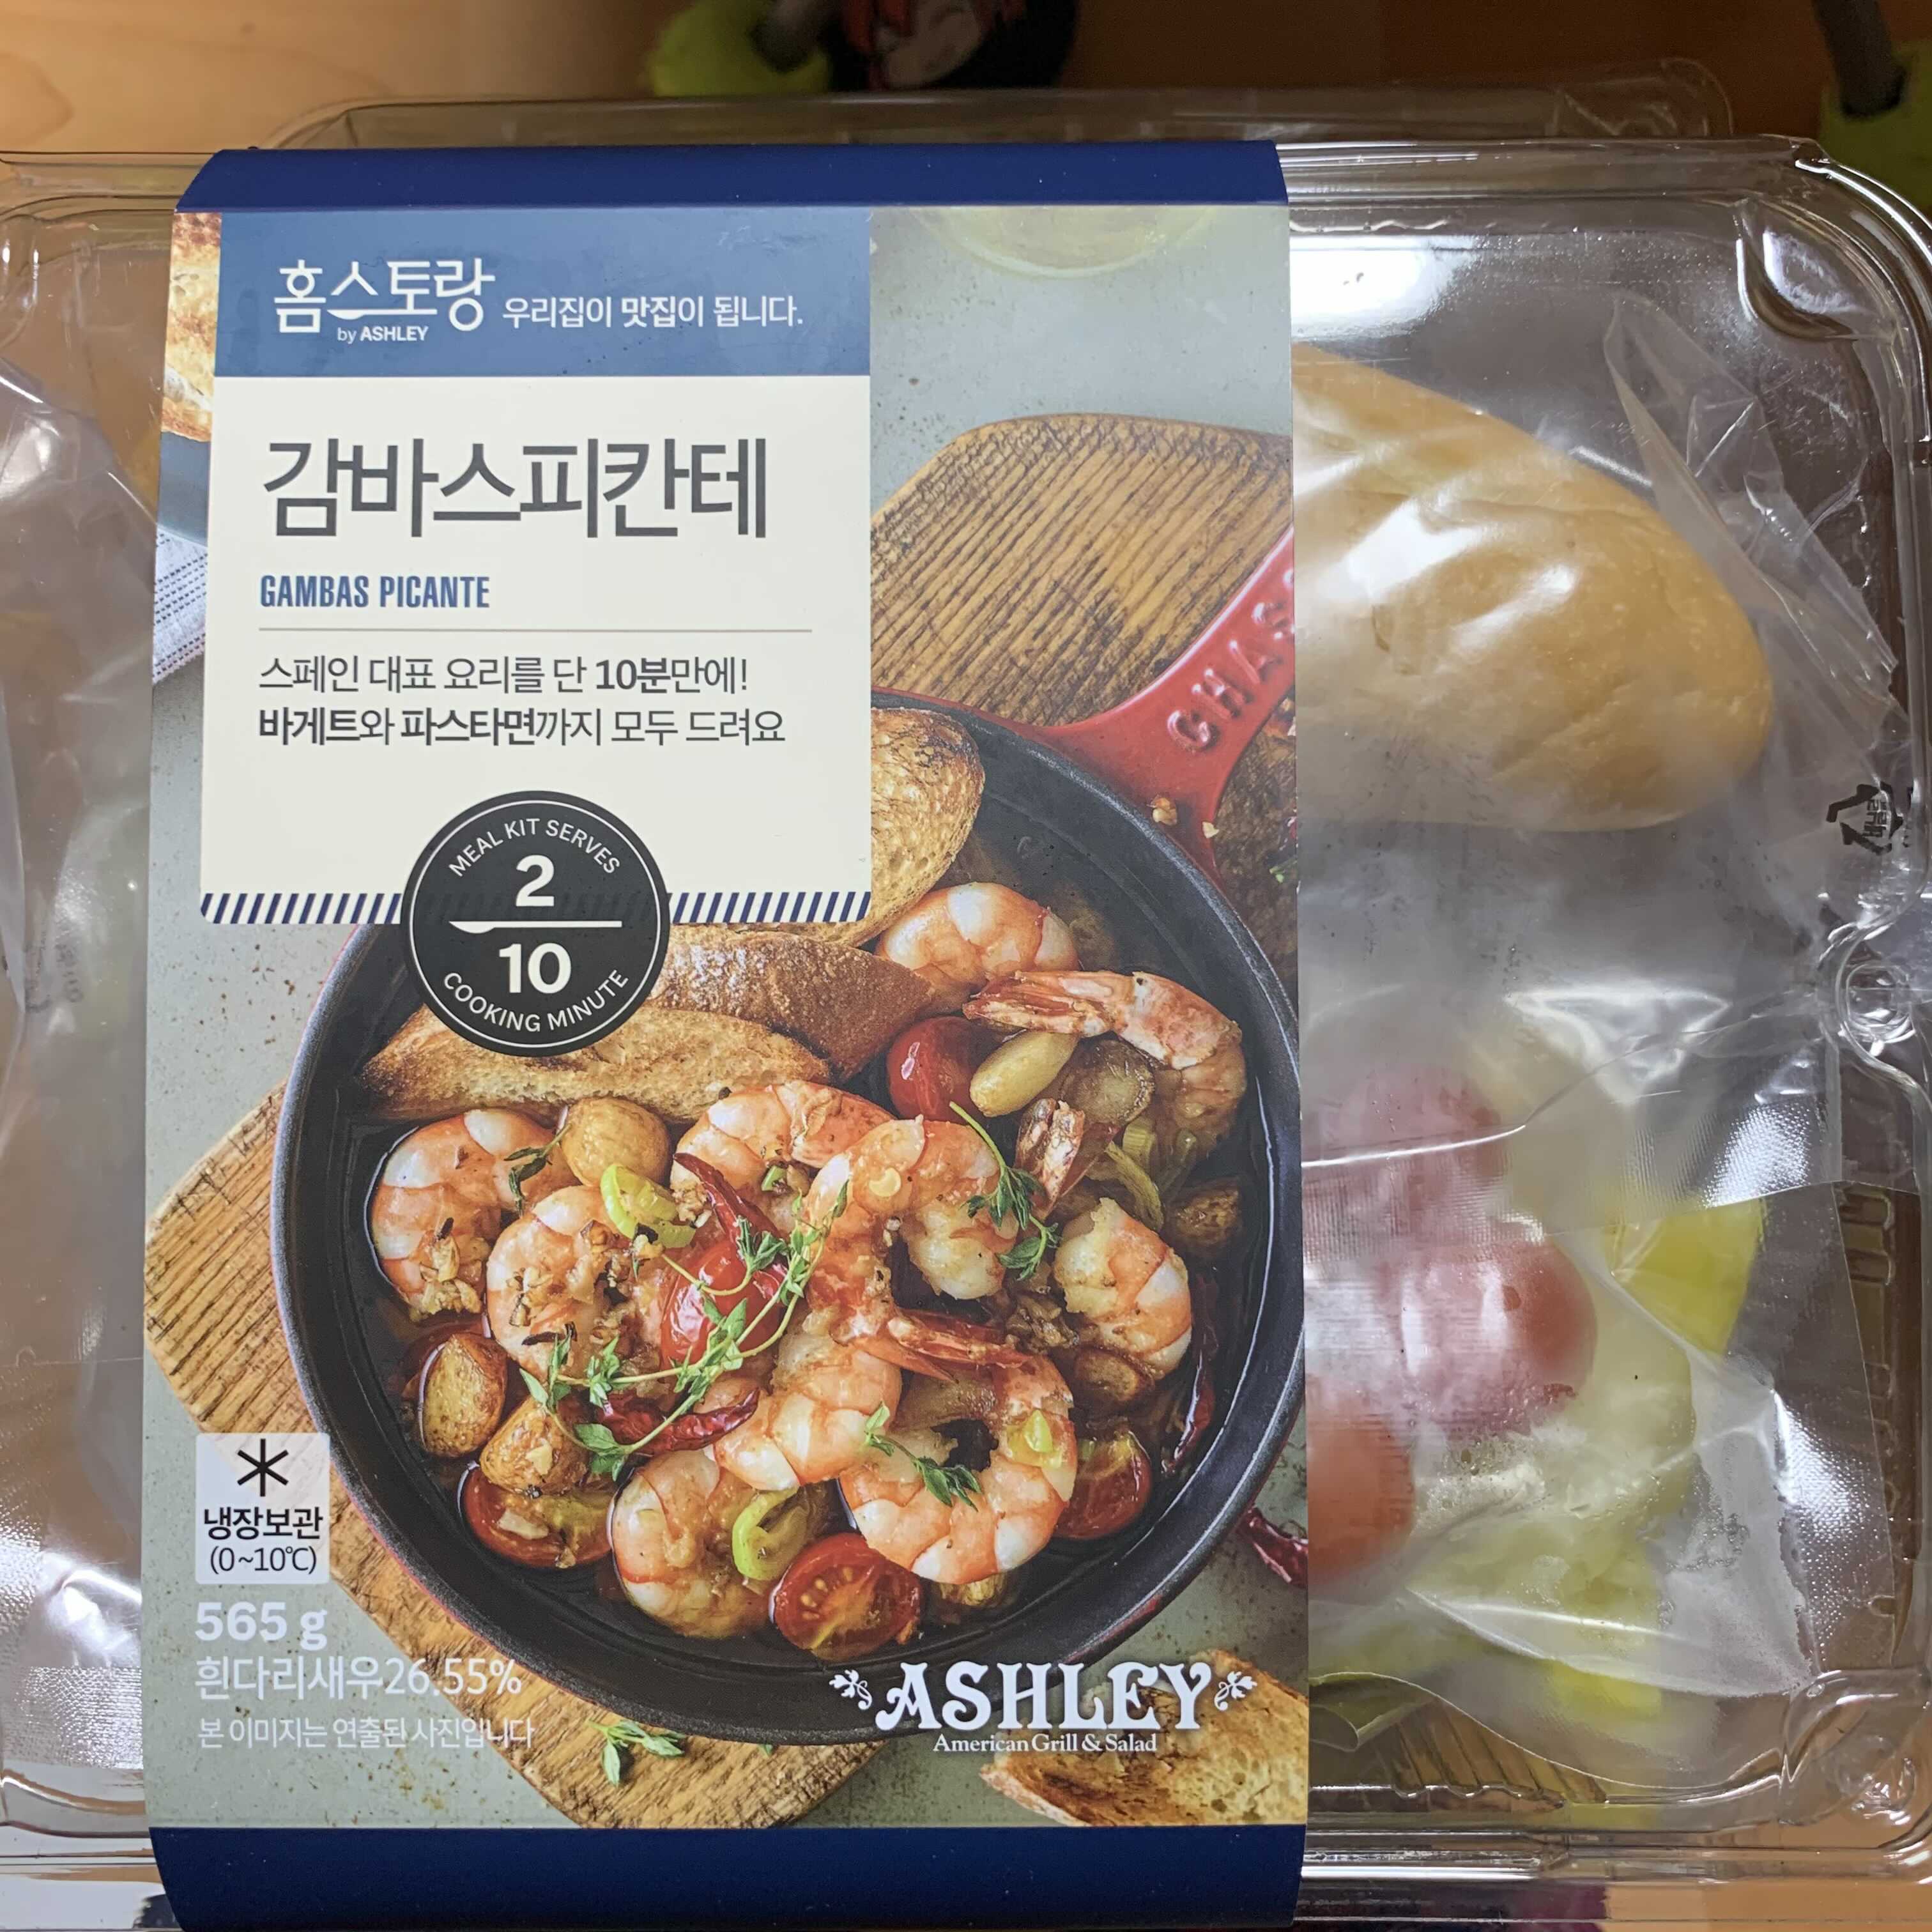 홈스토랑
by ASHLEY
우리집이 맛집이 됩니다.
감바스피칸테
GAMBAS PICANTE
스페인 대표 요리를 단 10분만에!
바게트와 파스타면까지 모두 드려요
MEAL KIT SERVES
2
10
COOKING MINUTE
냉장보관
(0~10℃)
565 g
흰다리새우26.55%
본 이미지는 연출된 사진입니다
ASHLEY
American Grill & Salad